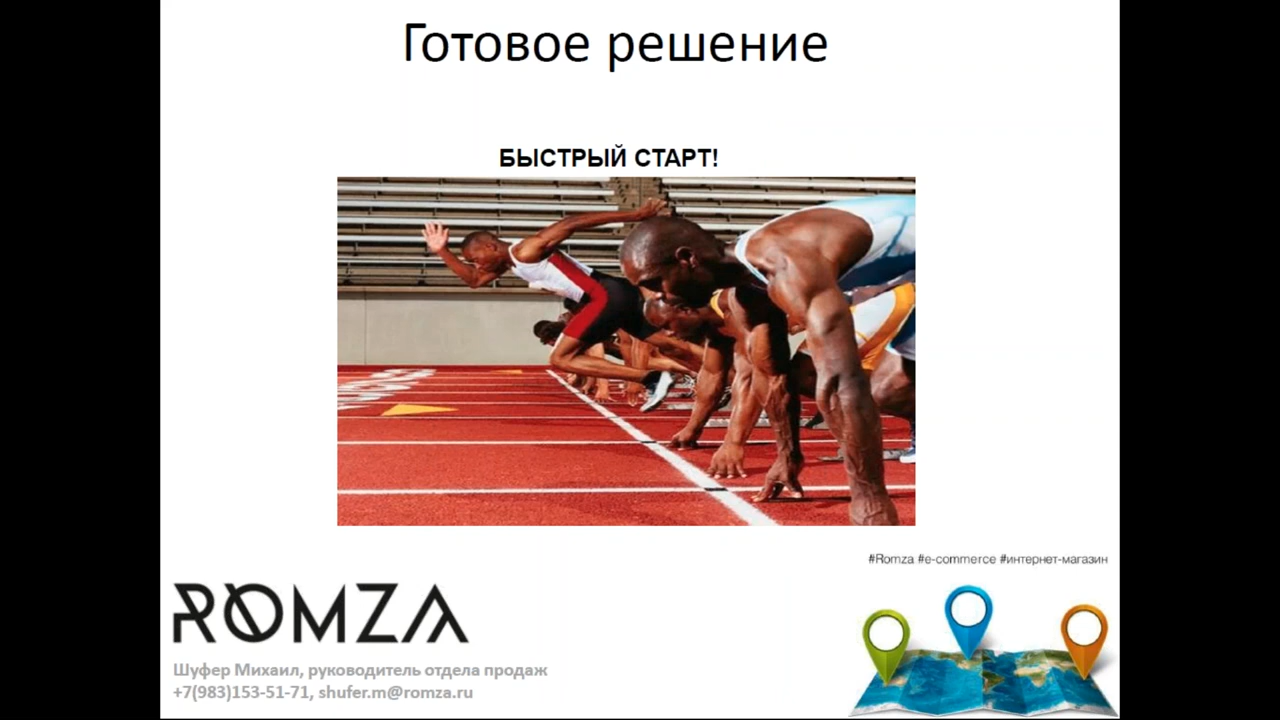 Готовое решение
БЫСТРЫЙ СТАРТ!
#Romza #e-commerce #интернет-магазин
ROMZA
Шуфер Михаил, руководитель отдела продаж
+7(983)153-51-71, shufer.m@romza.ru